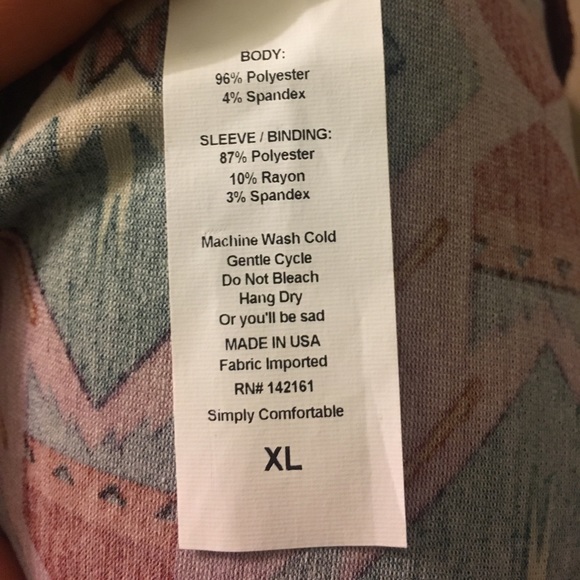 BODY:
96% Polyester
4% Spandex
SLEEVE / BINDING:
87% Polyester
10% Rayon
3% Spandex
Machine Wash Cold
Gentle Cycle
Do Not Bleach
Hang Dry
Or you'll be sad
MADE IN USA
Fabric Imported
RN# 142161
Simply Comfortable
XL